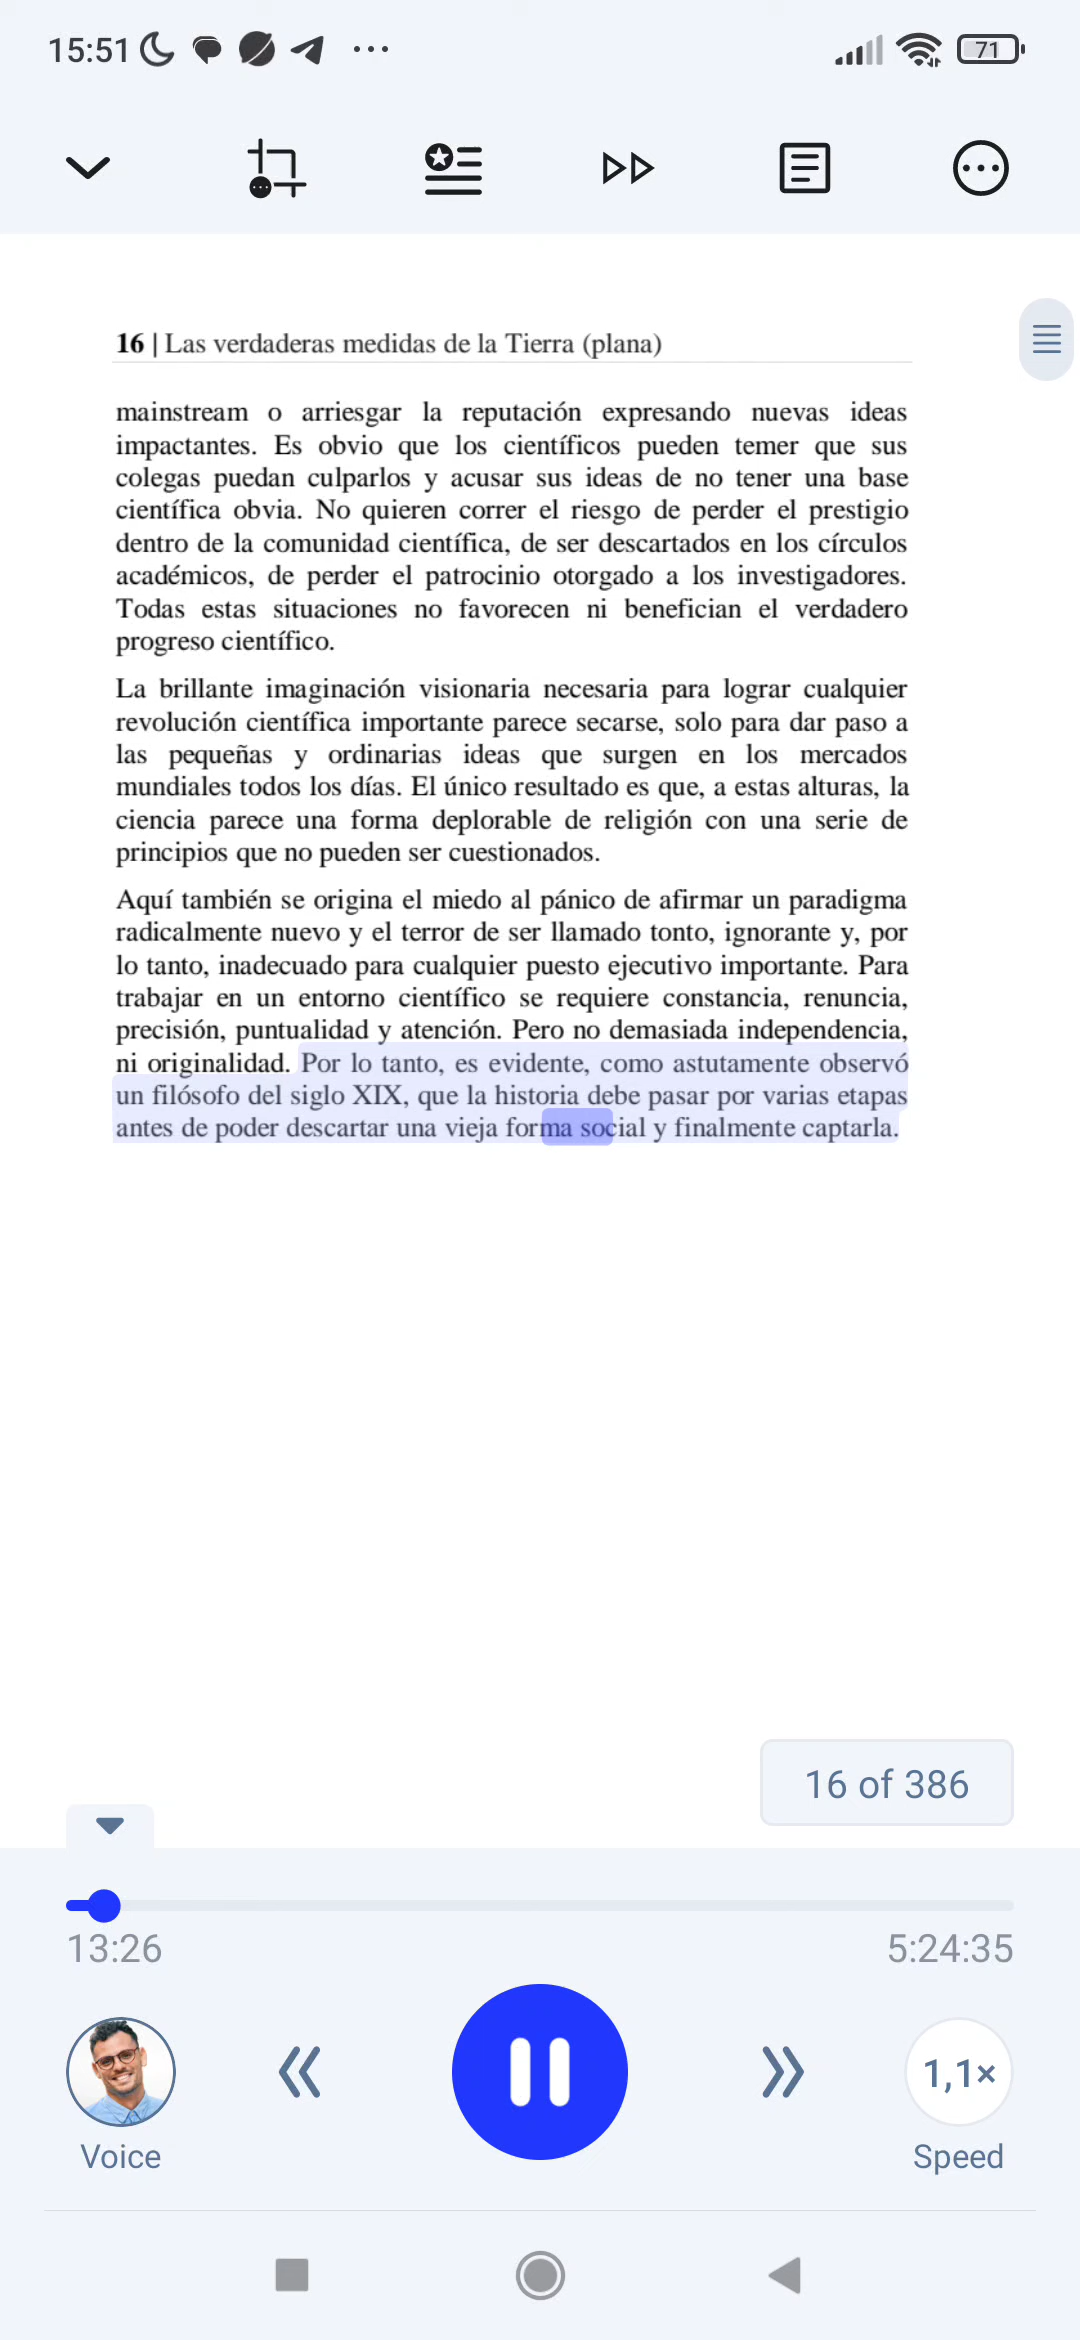 15:51
71
16 | Las verdaderas medidas de la Tierra (plana)
mainstream o arriesgar la reputación expresando nuevas ideas
impactantes. Es obvio que los científicos pueden temer que sus
colegas puedan culparlos y acusar sus ideas de no tener una base
científica obvia. No quieren correr el riesgo de perder el prestigio
dentro de la comunidad científica, de ser descartados en los círculos
académicos, de perder el patrocinio otorgado a los investigadores.
Todas estas situaciones no favorecen ni benefician el verdadero
progreso científico.
La brillante imaginación visionaria necesaria para lograr cualquier
revolución científica importante parece secarse, solo para dar paso a
las pequeñas y ordinarias ideas que surgen en los mercados
mundiales todos los días. El único resultado es que, a estas alturas, la
ciencia parece una forma deplorable de religión con una serie de
principios que no pueden ser cuestionados.
Aquí también se origina el miedo al pánico de afirmar un paradigma
radicalmente nuevo y el terror de ser llamado tonto, ignorante y, por
lo tanto, inadecuado para cualquier puesto ejecutivo importante. Para
trabajar en un entorno científico se requiere constancia, renuncia,
precisión, puntualidad y atención. Pero no demasiada independencia,
ni originalidad. Por lo tanto, es evidente, como astutamente observó
un filósofo del siglo XIX, que la historia debe pasar por varias etapas
antes de poder descartar una vieja forma social y finalmente captarla.
16 of 386
13:26
5:24:35
1,1×
Voice
Speed